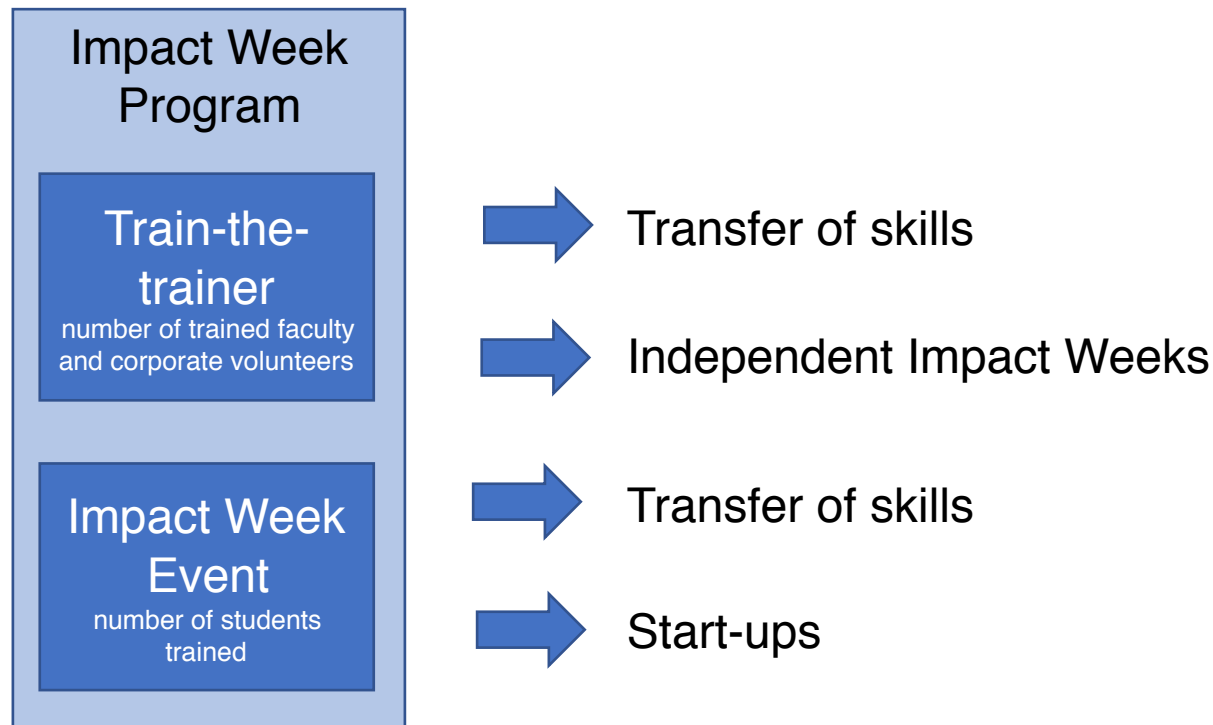 Impact Week
Program
Train-the-
trainer
number of trained faculty
and corporate volunteers
Transfer of skills
Independent Impact Weeks
Impact Week
Event
number of students
trained
Transfer of skills
Start-ups